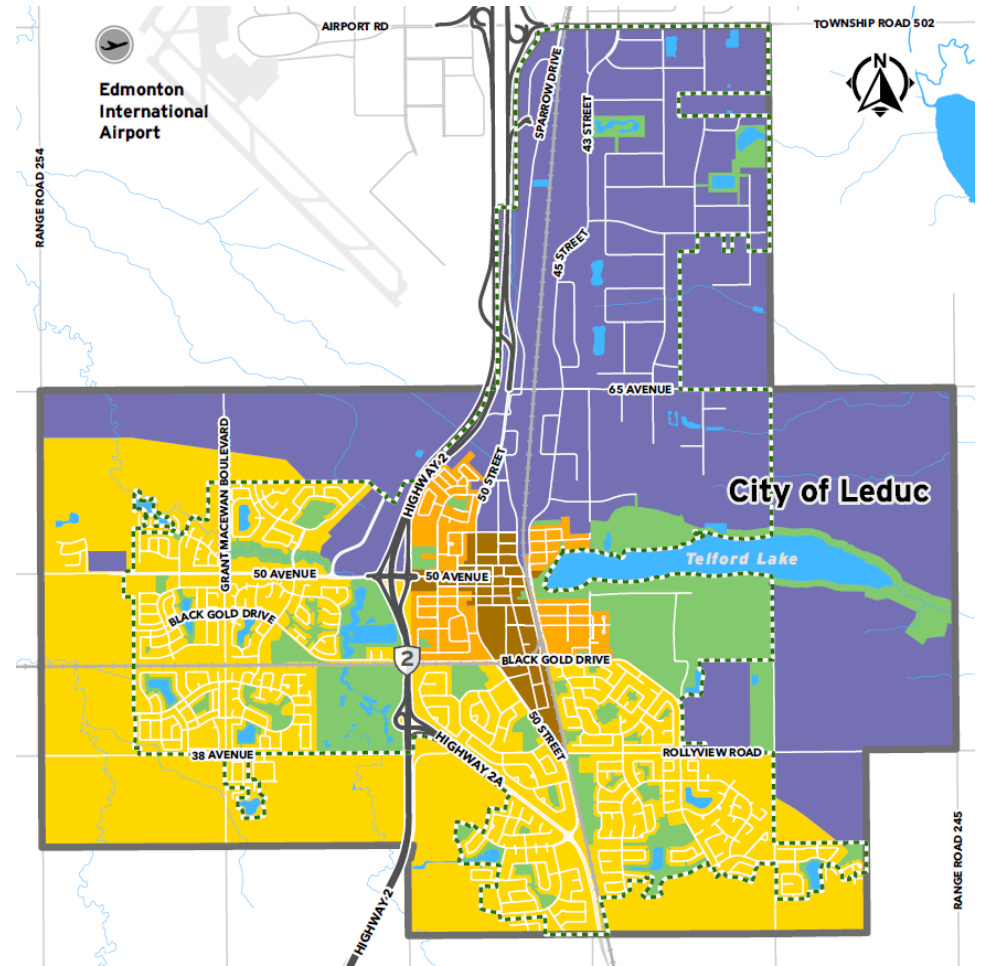 AIRPORT RD
TOWNSHIP ROAD 502
N
Edmonton
International
Airport
SPARROW DRIVE
43 STREET
RANGE ROAD 254
45 STREET
65 AVENUE
GRANT MACEWAN BOULEVARD
HIGHWAY 2
50 STREET
City of Leduc
Telford Lake
50 AVENUE
50 AVENUE
BLACK GOLD DRIVE
2
BLACK GOLD DRIVE
50 STREET
38 AVENUE
HIGHWAY 2A
ROLLYVIEW ROAD
RANGE ROAD 245
HIGHWAY 2